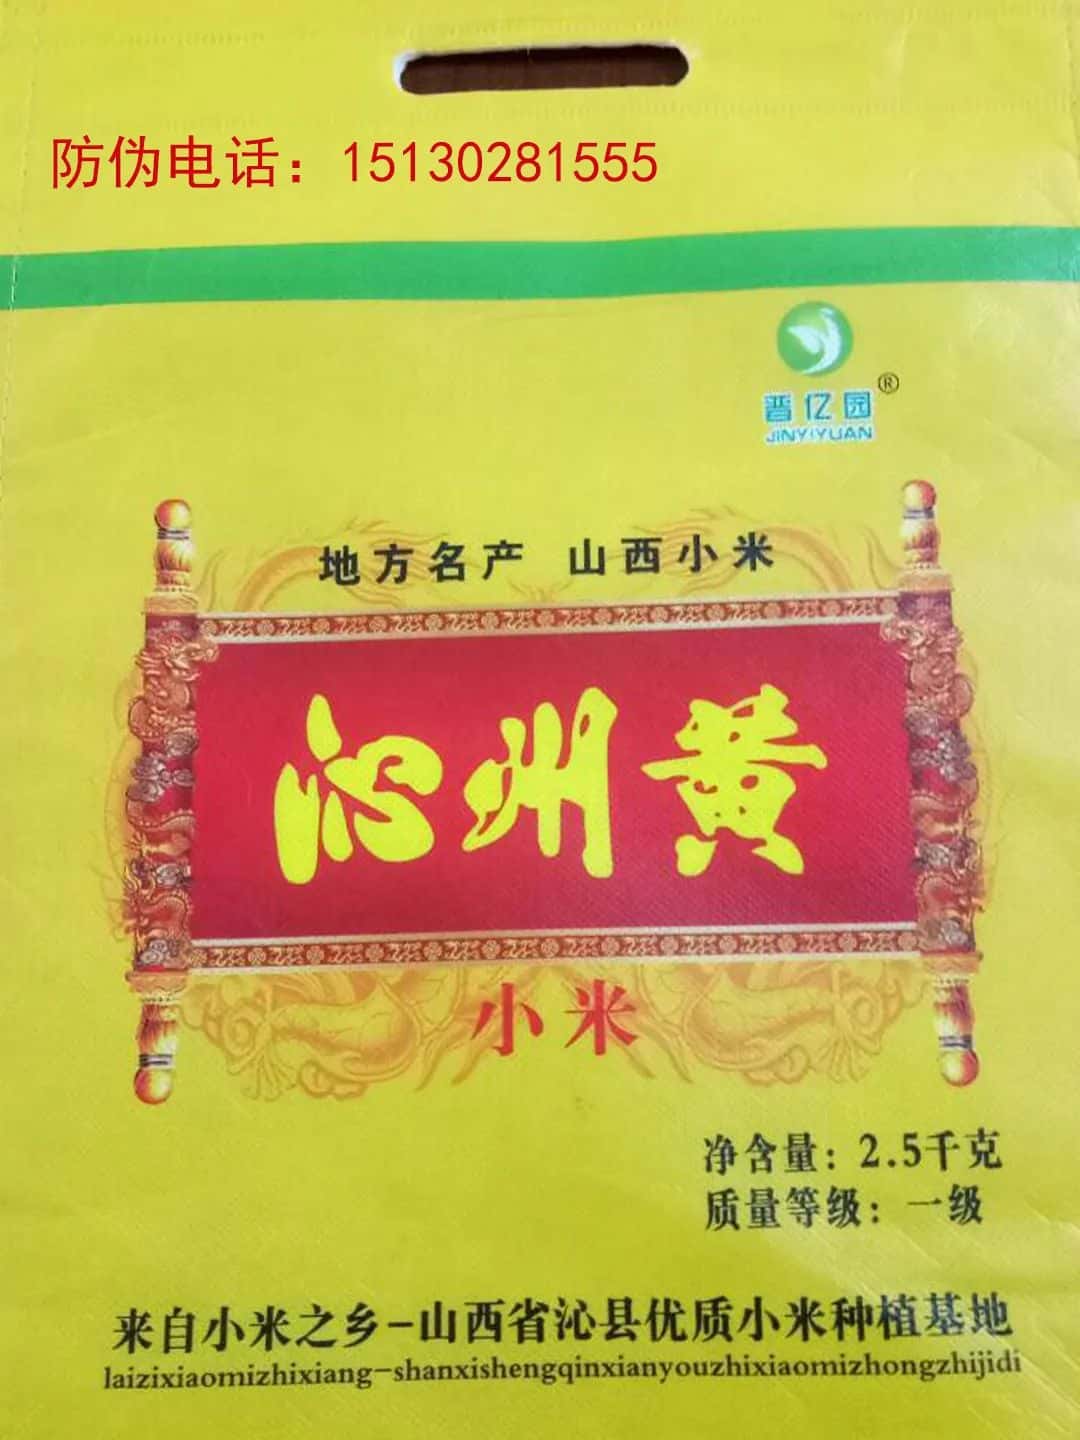 防伪电话：15130281555
晋亿园®
JINYIYUAN
地方名产 山西小米
沁州黄
小米
净含量：2.5千克
质量等级：一级
来自小米之乡-山西省沁县优质小米种植基地
laizixiaomizhixiang-shanxishengqinxianyouzhixiaomizhongzhijidi